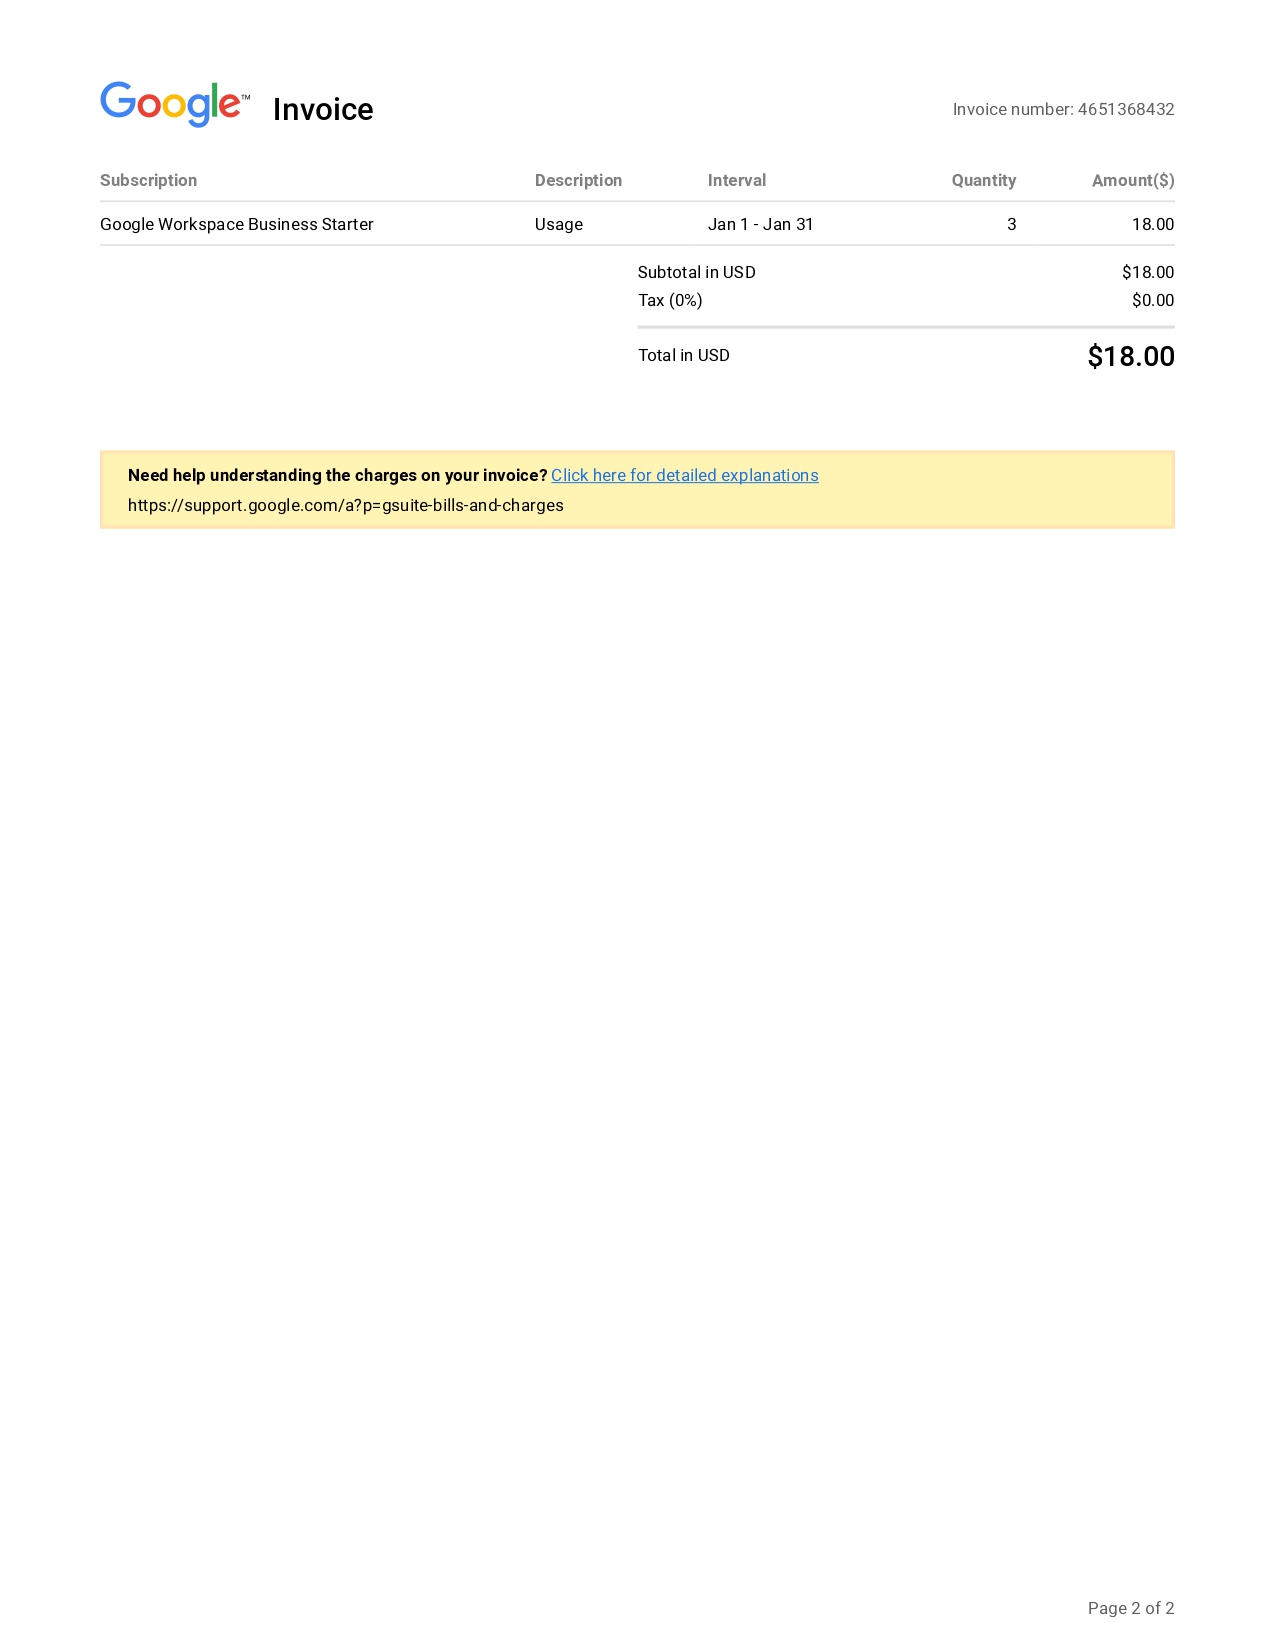 Google™ Invoice Invoice number: 4651368432
Subscription Description Interval Quantity Amount($)
Google Workspace Business Starter Usage Jan 1 - Jan 31 3 18.00
Subtotal in USD $18.00
Tax (0%) $0.00
Total in USD $18.00
Need help understanding the charges on your invoice? Click here for detailed explanations
https://support.google.com/a?p=gsuite-bills-and-charges
Page 2 of 2